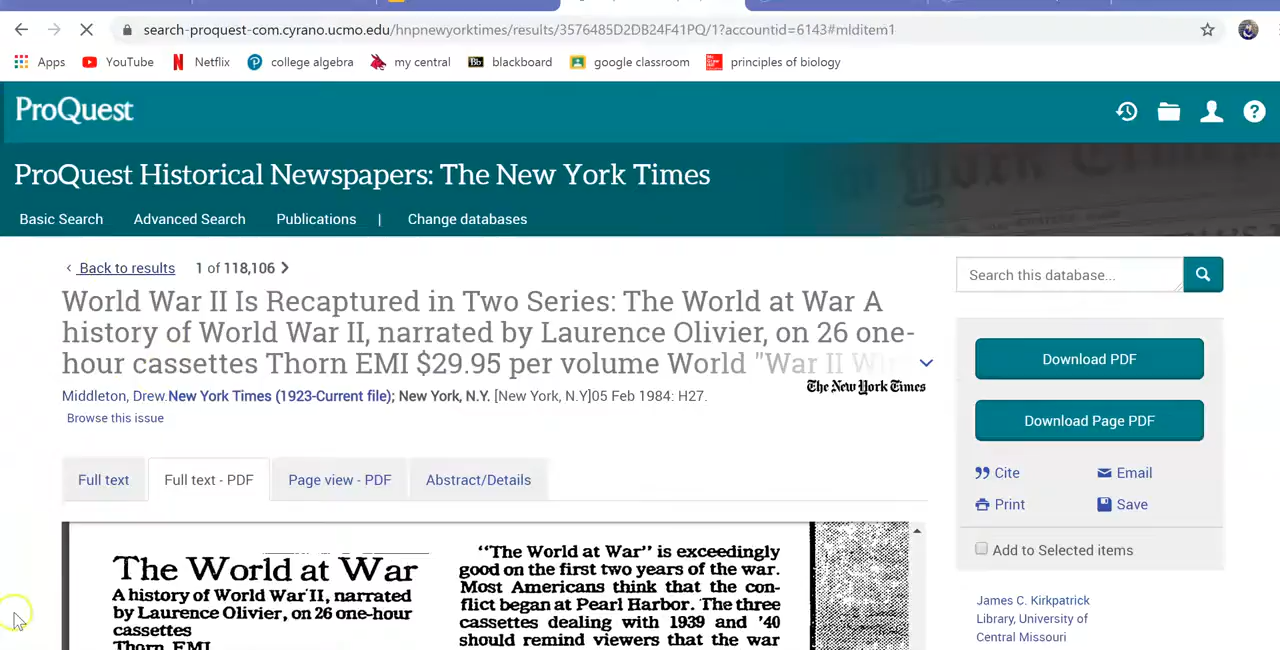 search-proquest-com.cyrano.ucmo.edu/hnpnewyorktimes/results/3576485D2DB24F41PQ/1?accountid=6143#mlditem1
Apps YouTube Netflix college algebra my central Bb blackboard google classroom principles of biology
ProQuest
ProQuest Historical Newspapers: The New York Times
Basic Search Advanced Search Publications | Change databases
‹ Back to results 1 of 118,106
Search this database...
World War II Is Recaptured in Two Series: The World at War A
history of World War II, narrated by Laurence Olivier, on 26 one-
hour cassettes Thorn EMI $29.95 per volume World "War II
The New York Times
Middleton, Drew.New York Times (1923-Current file); New York, N.Y. [New York, N.Y]05 Feb 1984: H27.
Browse this issue
Download PDF
Download Page PDF
Cite Email
Print Save
Add to Selected items
James C. Kirkpatrick
Library, University of
Central Missouri
Full text Full text - PDF Page view - PDF Abstract/Details
The World at War
A history of World War II, narrated
by Laurence Olivier, on 26 one-hour
cassettes
Thorn EMI
"The World at War" is exceedingly
good on the first two years of the war.
Most Americans think that the con-
flict began at Pearl Harbor. The three
cassettes dealing with 1939 and '40
should remind viewers that the war